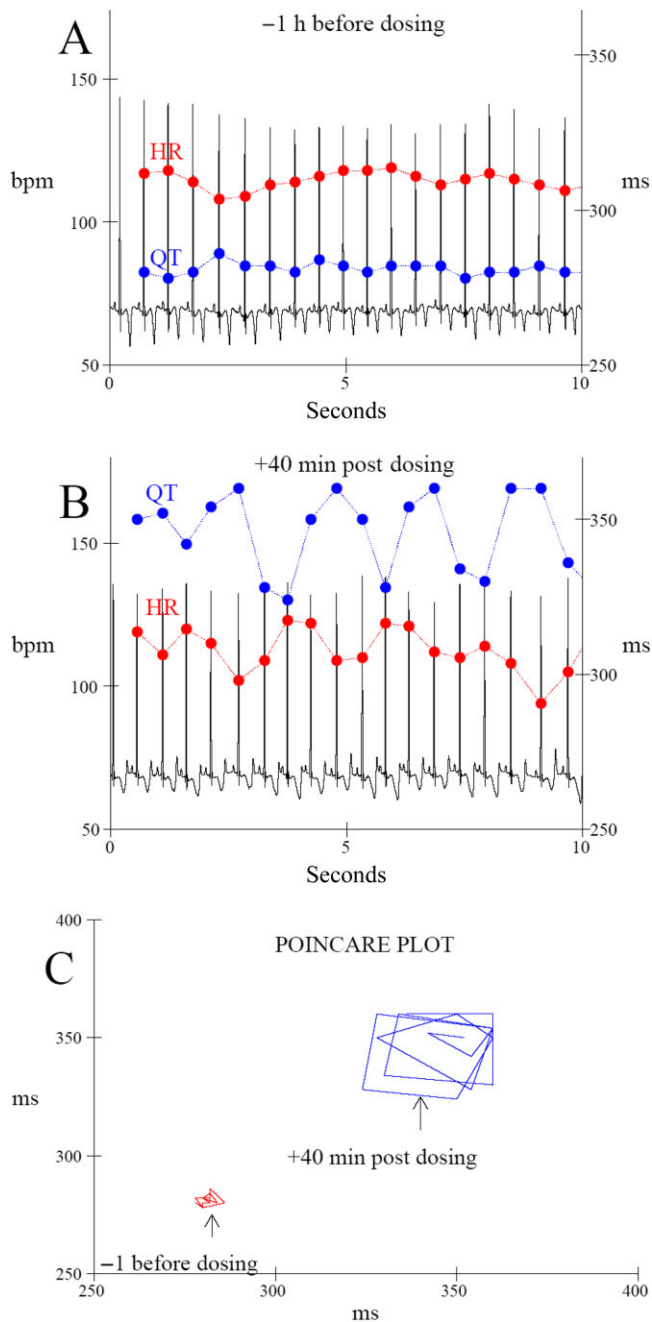 A
−1 h before dosing
350
150
HR
bpm
ms
300
100
QT
50
250
0
5
10
Seconds
B
+40 min post dosing
QT
350
150
HR
bpm
ms
300
100
50
250
0
5
10
Seconds
400
C
POINCARE PLOT
350
ms
+40 min post dosing
300
−1 before dosing
250
250
300
350
400
ms